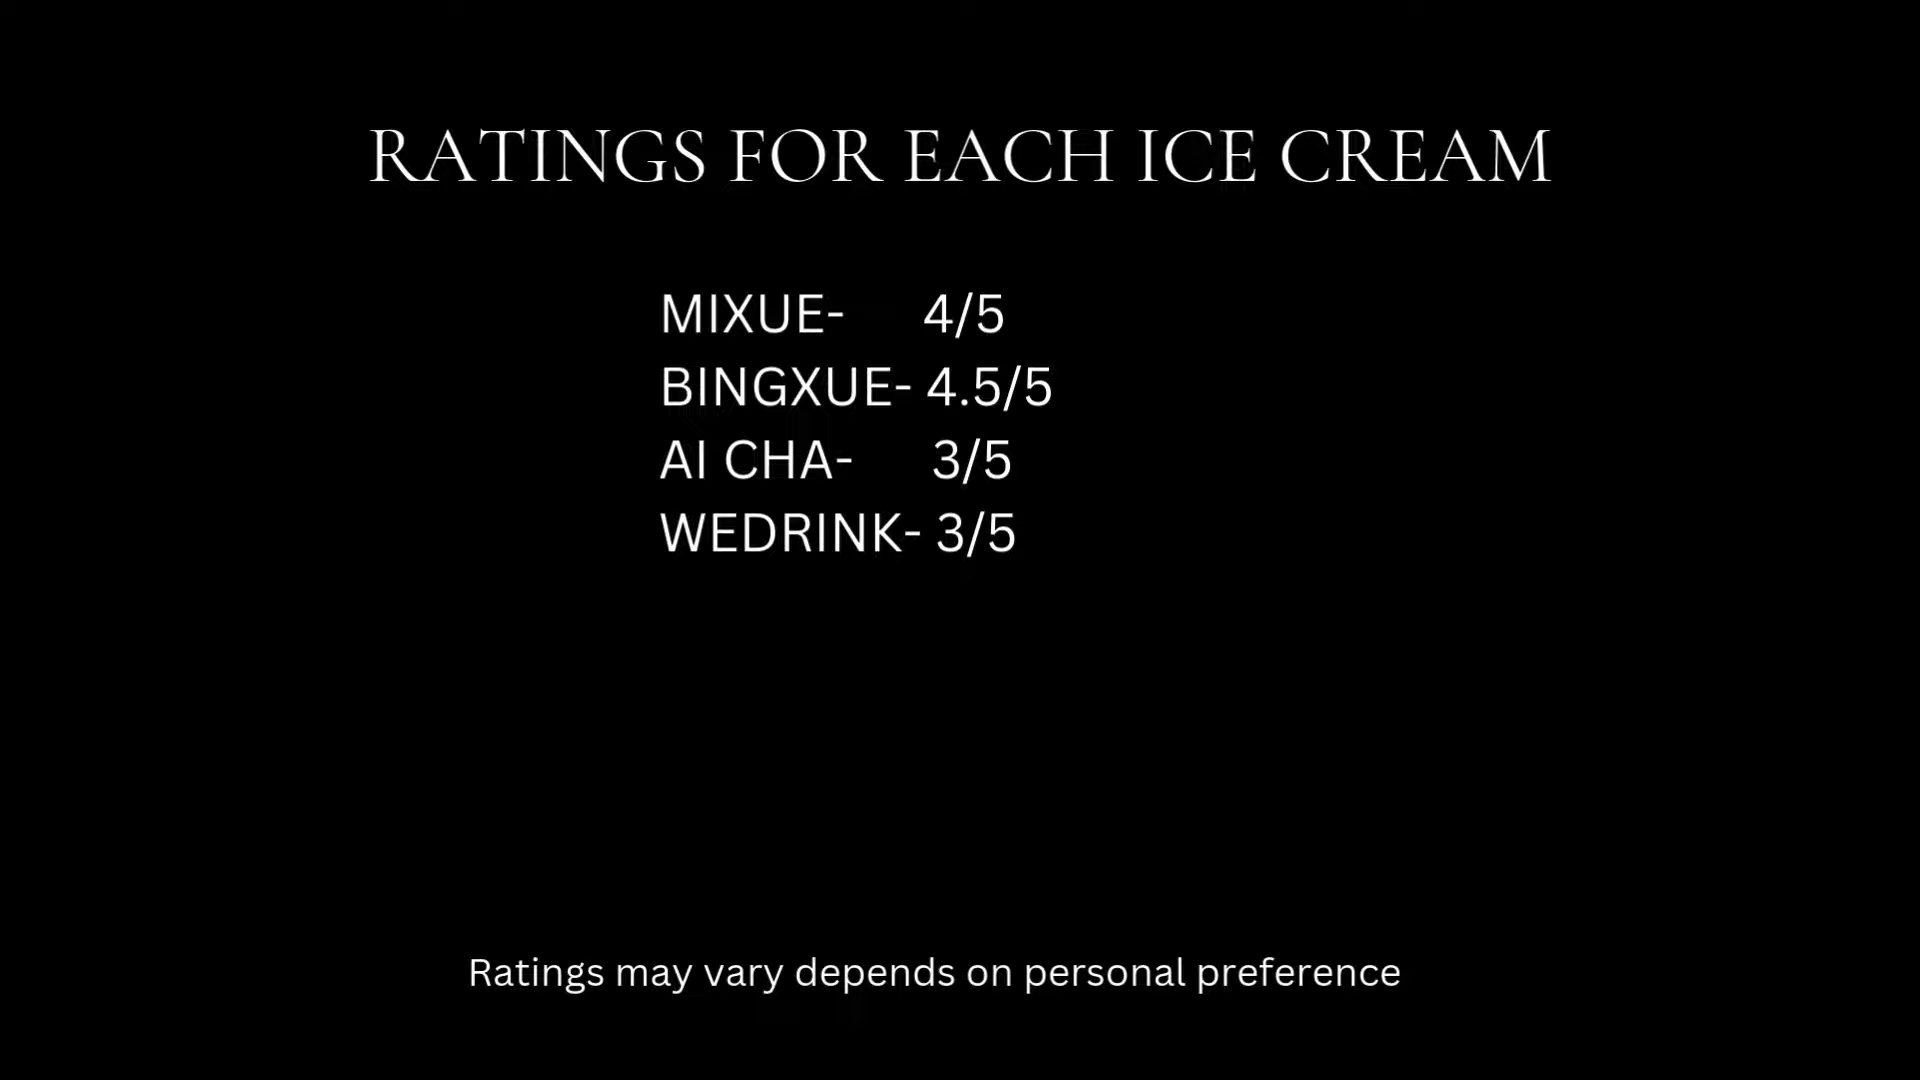 RATINGS FOR EACH ICE CREAM
MIXUE- 4/5
BINGXUE- 4.5/5
AI CHA- 3/5
WEDRINK- 3/5
Ratings may vary depends on personal preference